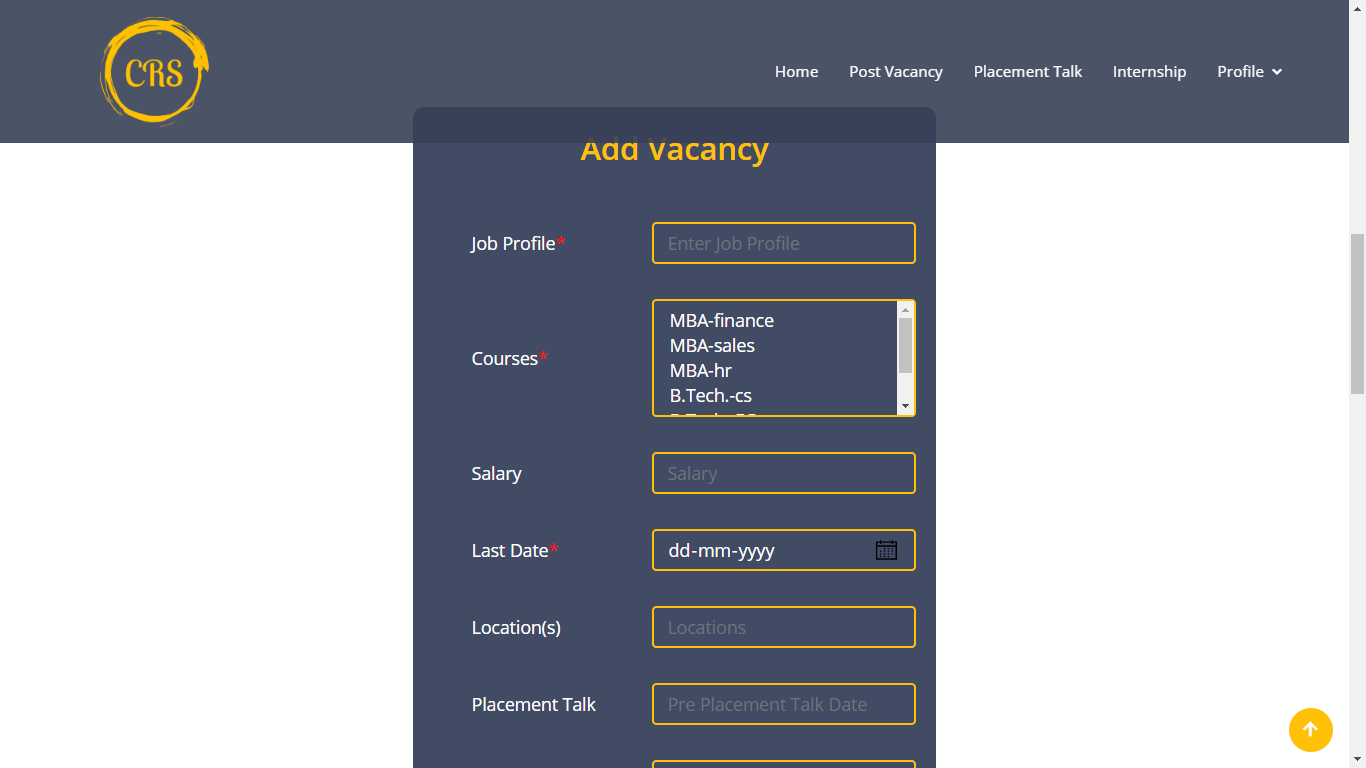 CRS
Home Post Vacancy Placement Talk Internship Profile
Add Vacancy
Job Profile* Enter Job Profile
MBA-finance
MBA-sales
Courses*
MBA-hr
B.Tech.-cs
Salary Salary
Last Date* dd-mm-yyyy
Location(s) Locations
Placement Talk Pre Placement Talk Date